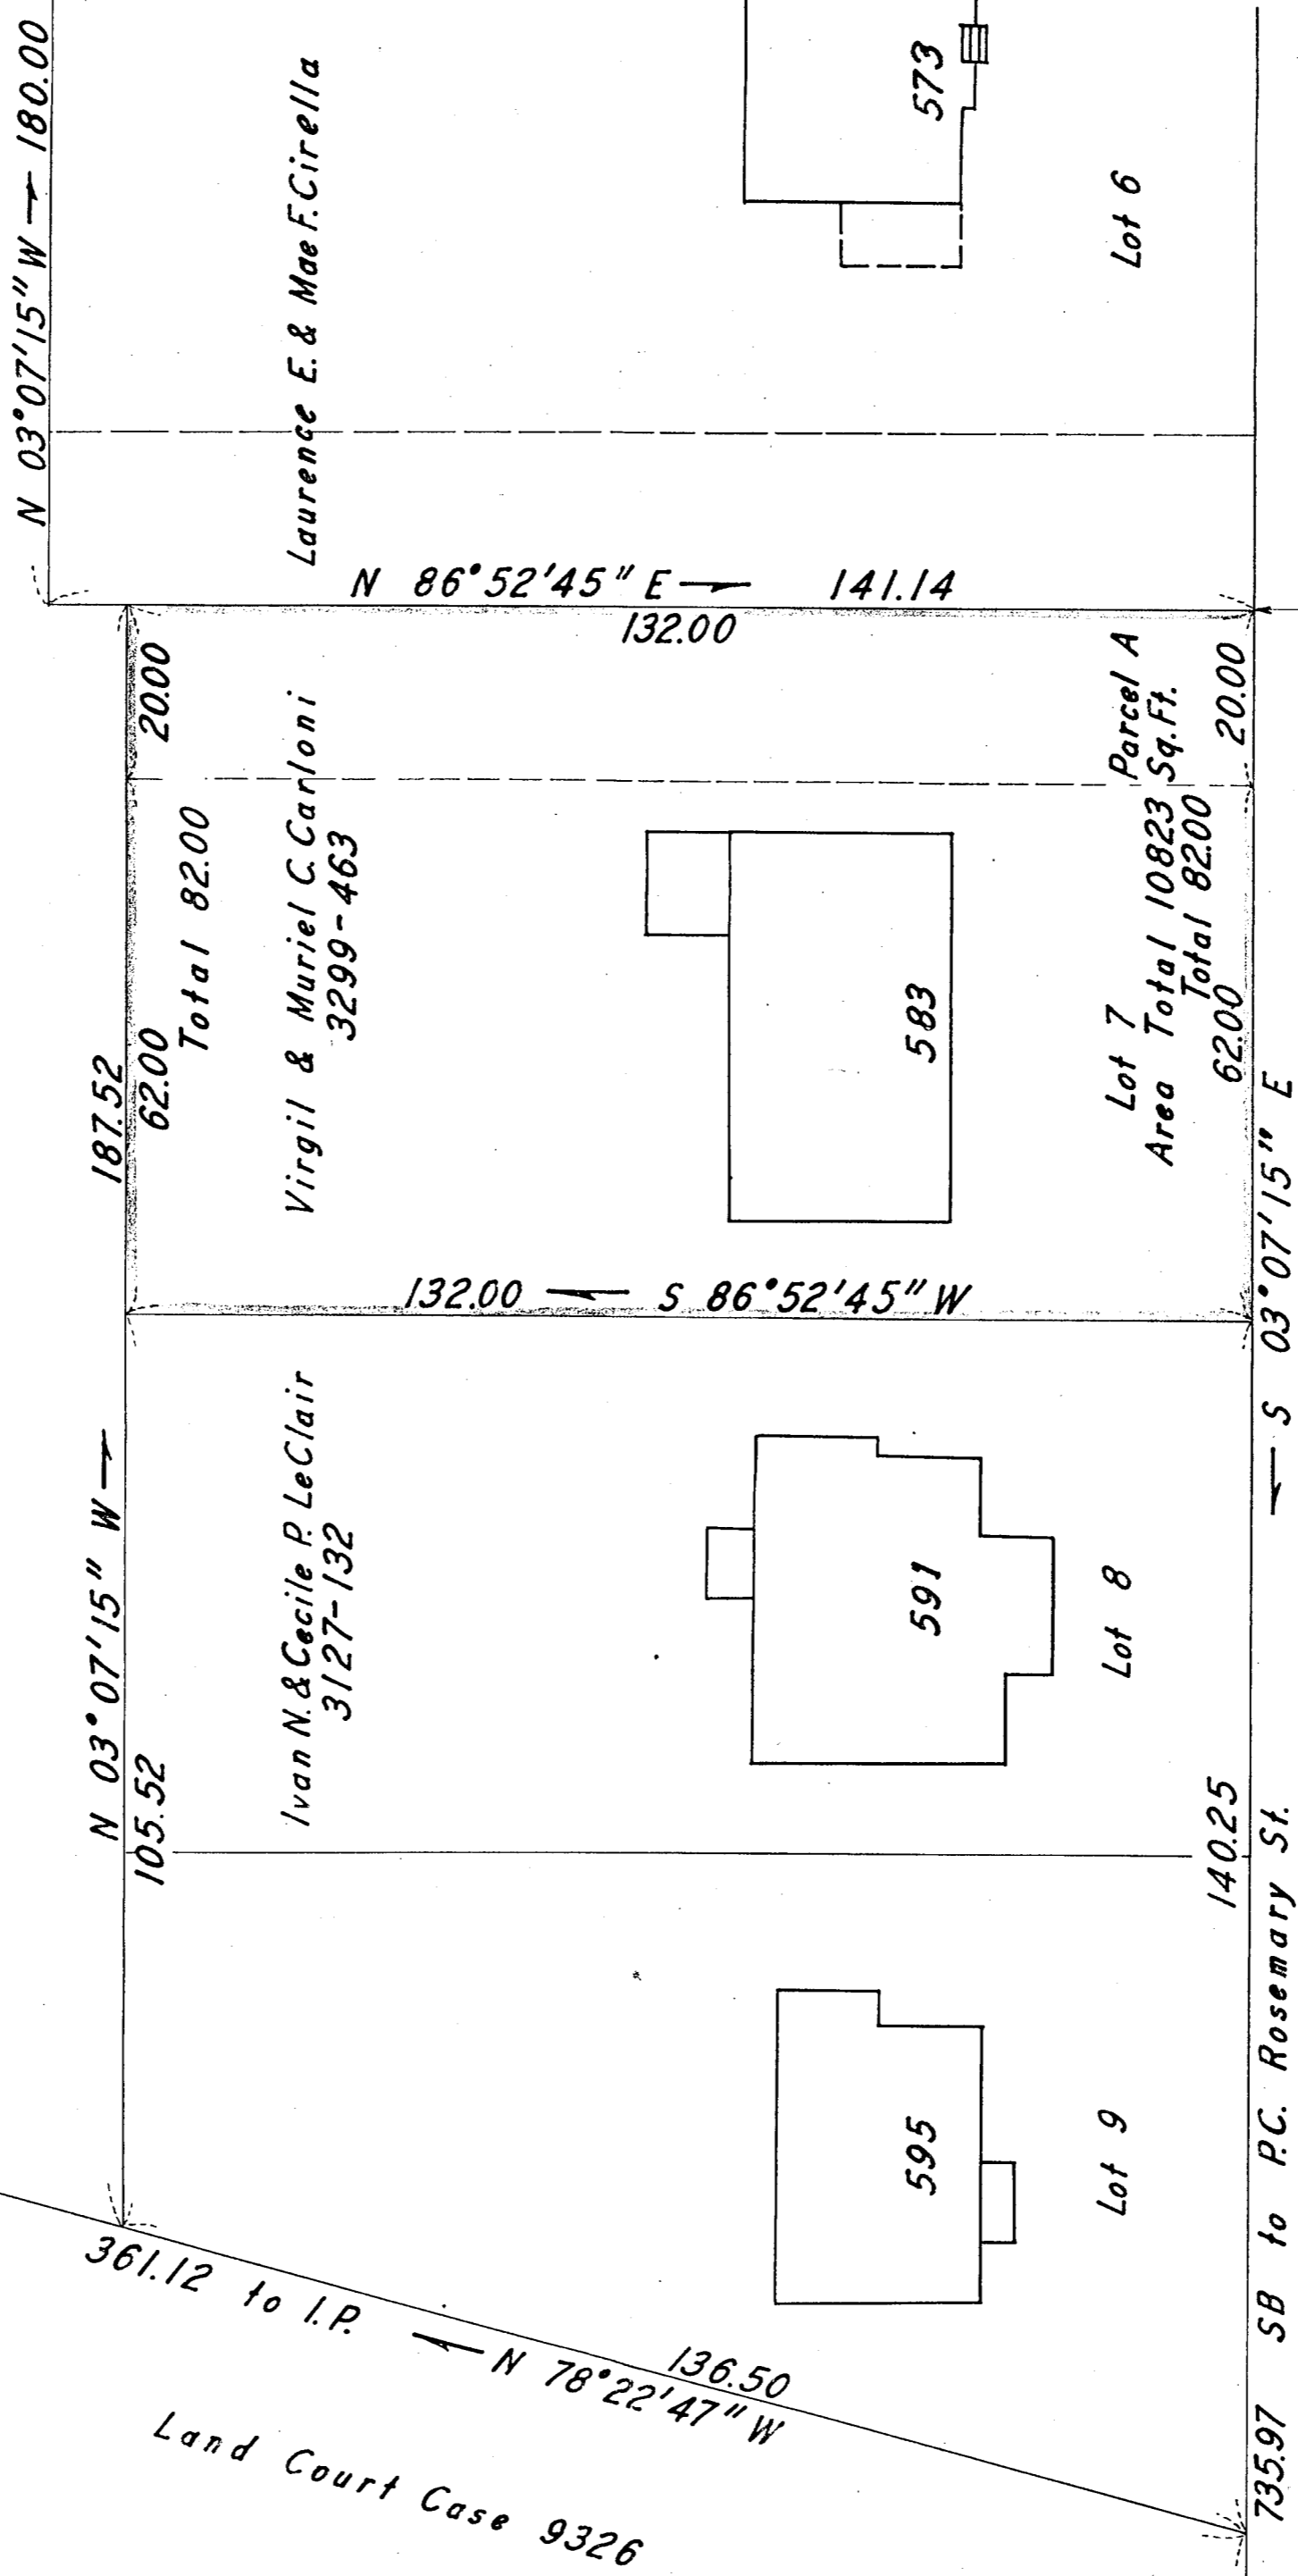 N 03°07'15" W 180.00
Laurence E. & Mae F. Cirella
573
Lot 6
N 86°52'45" E 141.14
132.00
20.00
Total 82.00
187.52
62.00
Virgil & Muriel C. Carloni
3299-463
583
Parcel A
Lot 7
Area Total 10823 Sq. Ft.
Total 82.00
62.00
20.00
132.00 S 86°52'45" W
S 03°07'15" E
N 03°07'15" W
105.52
Ivan N. & Cecile P. LeClair
3127-132
591
Lot 8
140.25
595
Lot 9
735.97 SB to P.C. Rosemary St.
361.12 to I.P.
N 78°22'47" W
136.50
Land Court Case 9326